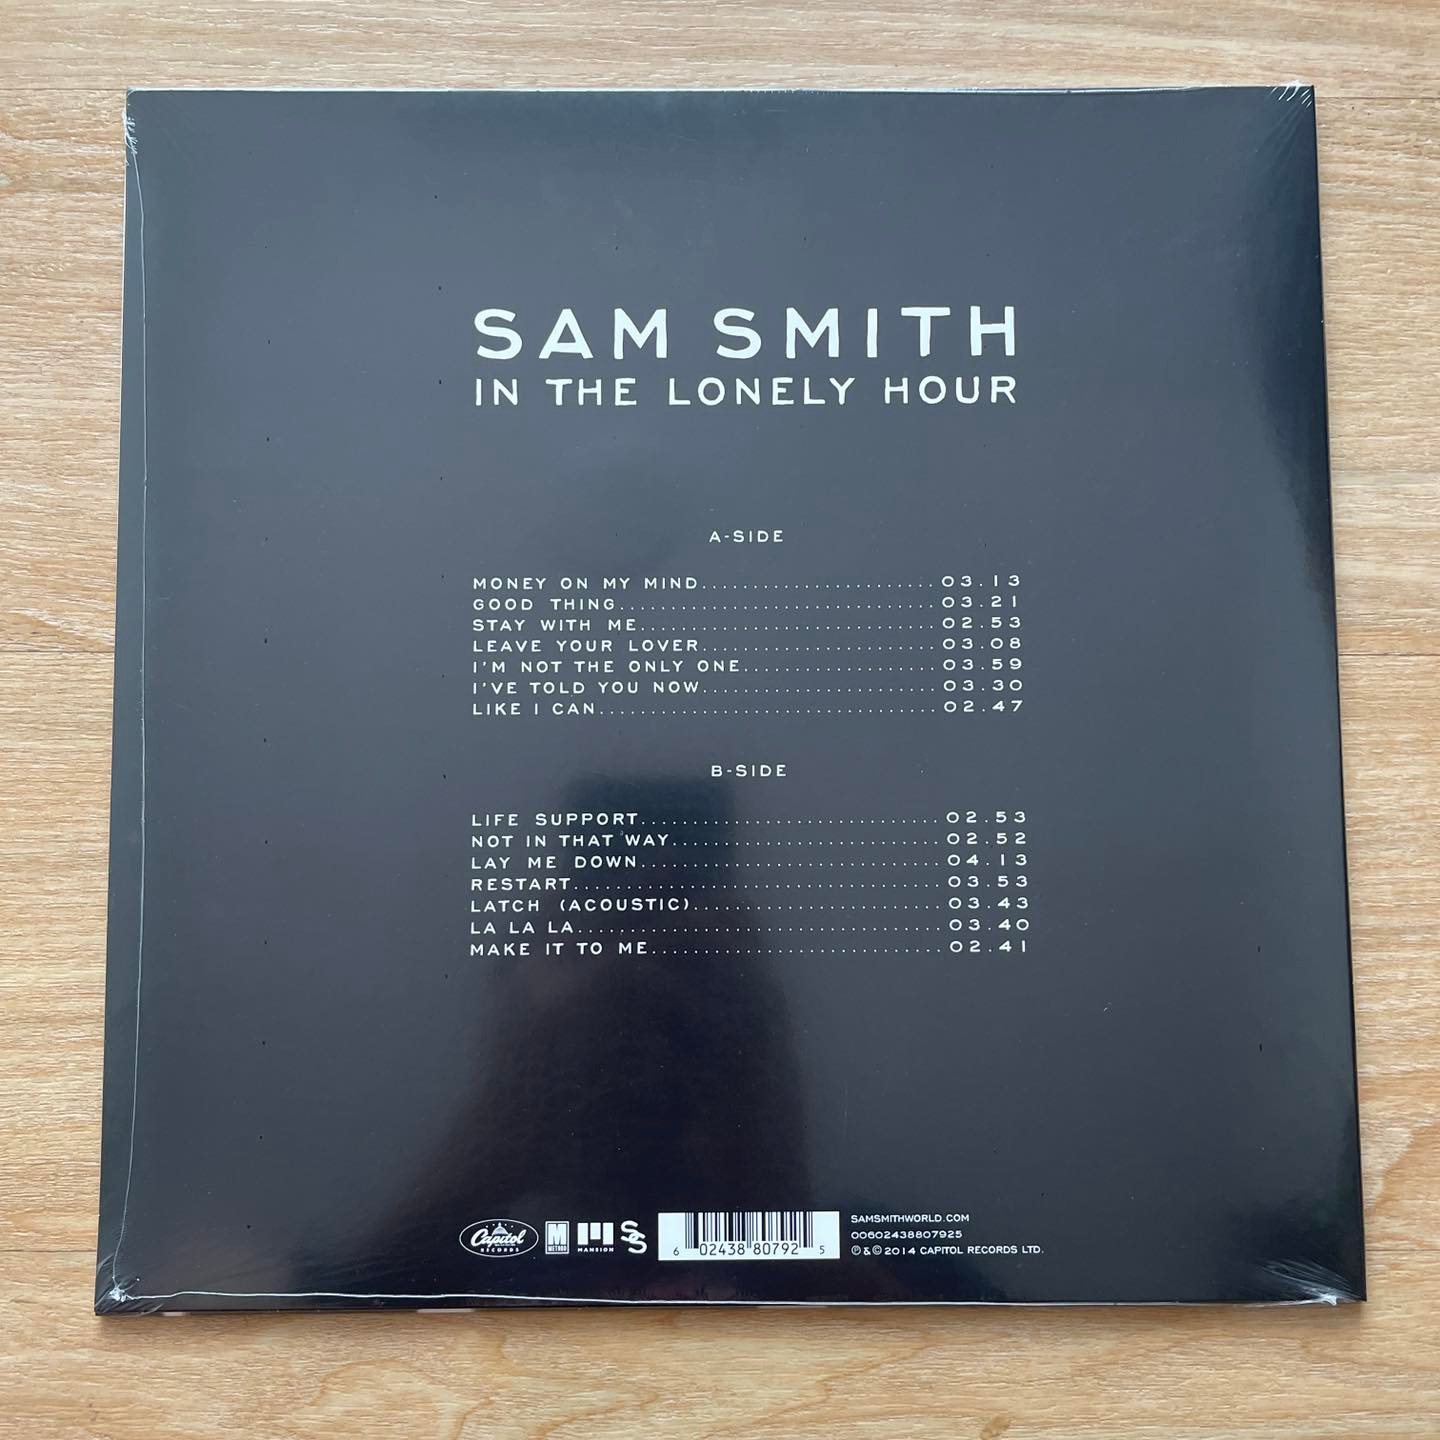 SAM SMITH
IN THE LONELY HOUR
A-SIDE
MONEY ON MY MIND......................03.13
GOOD THING..............................03.21
STAY WITH ME............................02.53
LEAVE YOUR LOVER......................03.08
I'M NOT THE ONLY ONE..................03.59
I'VE TOLD YOU NOW......................03.30
LIKE I CAN................................02.47
B-SIDE
LIFE SUPPORT............................02.53
NOT IN THAT WAY........................02.52
LAY ME DOWN............................04.13
RESTART..................................03.53
LATCH (ACOUSTIC)......................03.43
LA LA LA..................................03.40
MAKE IT TO ME..........................02.41
Capitol
RECORDS
M
METHOD
M
MANSION
SS
6 02438 80792 5
SAMSMITHWORLD.COM
00602438807925
℗ & © 2014 CAPITOL RECORDS LTD.